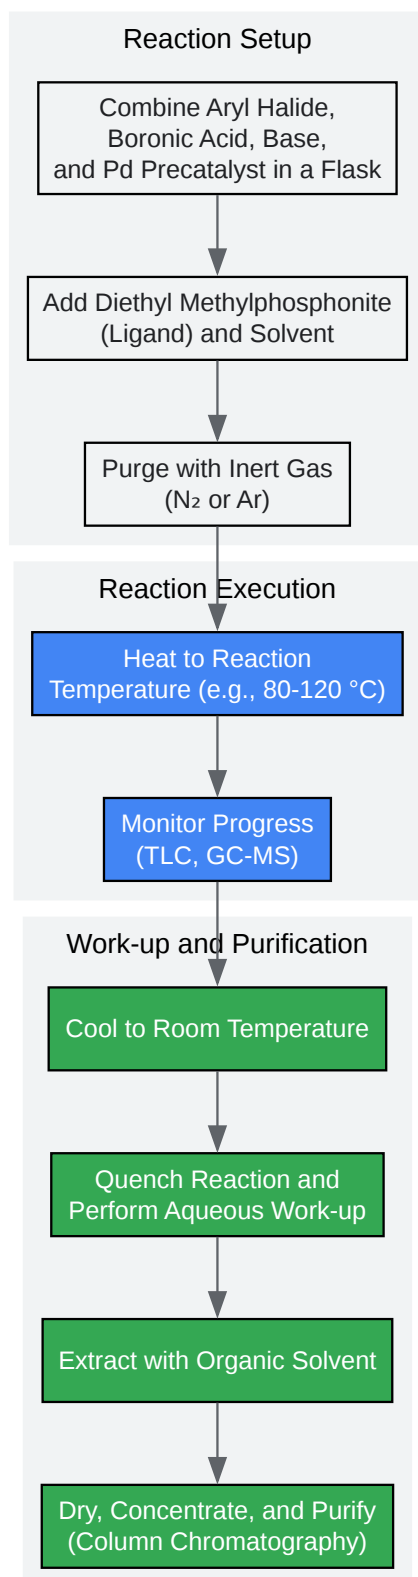 Reaction Setup
Combine Aryl Halide,
Boronic Acid, Base,
and Pd Precatalyst in a Flask
Add Diethyl Methylphosphonite
(Ligand) and Solvent
Purge with Inert Gas
(N₂ or Ar)
Reaction Execution
Heat to Reaction
Temperature (e.g., 80-120 °C)
Monitor Progress
(TLC, GC-MS)
Work-up and Purification
Cool to Room Temperature
Quench Reaction and
Perform Aqueous Work-up
Extract with Organic Solvent
Dry, Concentrate, and Purify
(Column Chromatography)